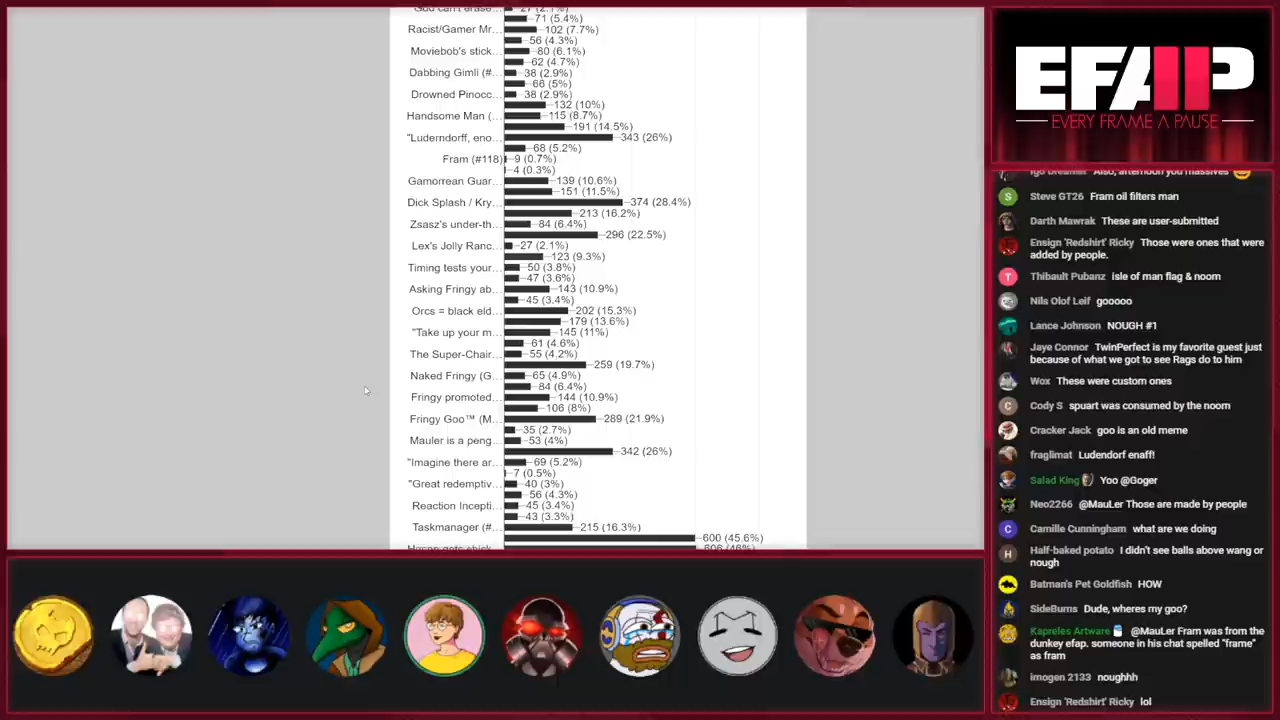 71 (5.4%)
Racist/Gamer Mr... 102 (7.7%)
56 (4.3%)
Moviebob's stick... 80 (6.1%)
62 (4.7%)
Dabbing Gimli (#... 38 (2.9%)
66 (5%)
Drowned Pinocc... 38 (2.9%)
132 (10%)
Handsome Man (... 115 (8.7%)
191 (14.5%)
"Luderndorff, eno... 343 (26%)
68 (5.2%)
Fram (#118) 9 (0.7%)
4 (0.3%)
Gamorrean Guar... 139 (10.6%)
151 (11.5%)
Dick Splash / Kry... 374 (28.4%)
213 (16.2%)
Zsasz's under-th... 84 (6.4%)
296 (22.5%)
Lex's Jolly Ranc... 27 (2.1%)
123 (9.3%)
Timing tests your... 50 (3.8%)
47 (3.6%)
Asking Fringy ab... 143 (10.9%)
45 (3.4%)
Orcs = black eld... 202 (15.3%)
179 (13.6%)
"Take up your m... 145 (11%)
61 (4.6%)
The Super-Chair... 55 (4.2%)
259 (19.7%)
Naked Fringy (G... 65 (4.9%)
84 (6.4%)
Fringy promoted... 144 (10.9%)
106 (8%)
Fringy Goo™ (M... 289 (21.9%)
35 (2.7%)
Mauler is a peng... 53 (4%)
342 (26%)
"Imagine there ar... 69 (5.2%)
7 (0.5%)
"Great redemptiv... 40 (3%)
56 (4.3%)
Reaction Incepti... 45 (3.4%)
43 (3.3%)
Taskmanager (#... 215 (16.3%)
600 (45.6%)
606 (46%)
EFAP
EVERY FRAME A PAUSE
Also, afternoon you massives
Steve GT26 Fram oil filters man
Darth Mawrak These are user-submitted
Ensign 'Redshirt' Ricky Those were ones that were
added by people.
Thibault Pubanz isle of man flag & noom
Nils Olof Leif gooooo
Lance Johnson NOUGH #1
Jaye Connor TwinPerfect is my favorite guest just
because of what we got to see Rags do to him
Wox These were custom ones
Cody S spuart was consumed by the noom
Cracker Jack goo is an old meme
fraglimat Ludendorf enaff!
Salad King Yoo @Goger
Neo2266 @MauLer Those are made by people
Camille Cunningham what are we doing
Half-baked potato I didn't see balls above wang or
nough
Batman's Pet Goldfish HOW
SideBurns Dude, wheres my goo?
Kapreles Artware @MauLer Fram was from the
dunkey efap. someone in his chat spelled "frame"
as fram
imogen 2133 noughhh
Ensign 'Redshirt' Ricky lol